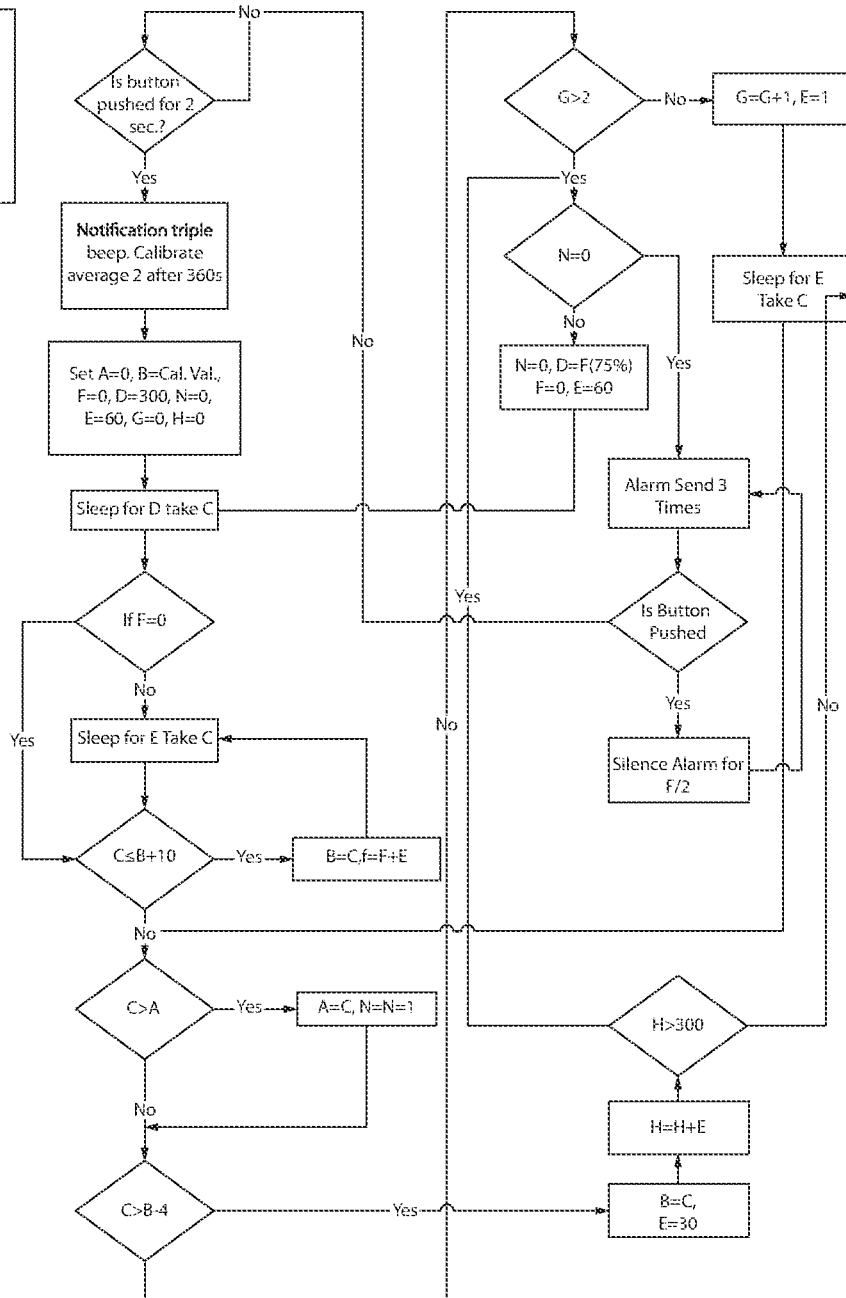 No
Is button
pushed for 2
sec.?
Yes
Notification triple
beep. Calibrate
average 2 after 360s
Set A=0, B=Cal. Val.,
F=0, D=300, N=0,
E=60, G=0, H=0
Sleep for D take C
If F=0
No
Yes
Sleep for E Take C
C≤B+10
Yes
B=C,f=F+E
No
C>A
Yes
A=C, N=N=1
No
C>B-4
Yes
No
No
G>2
No
G=G+1, E=1
Yes
N=0
No
Yes
N=0, D=F(75%)
F=0, E=60
Sleep for E
Take C
Alarm Send 3
Times
Is Button
Pushed
Yes
Yes
Silence Alarm for
F/2
No
H>300
H=H+E
B=C,
E=30